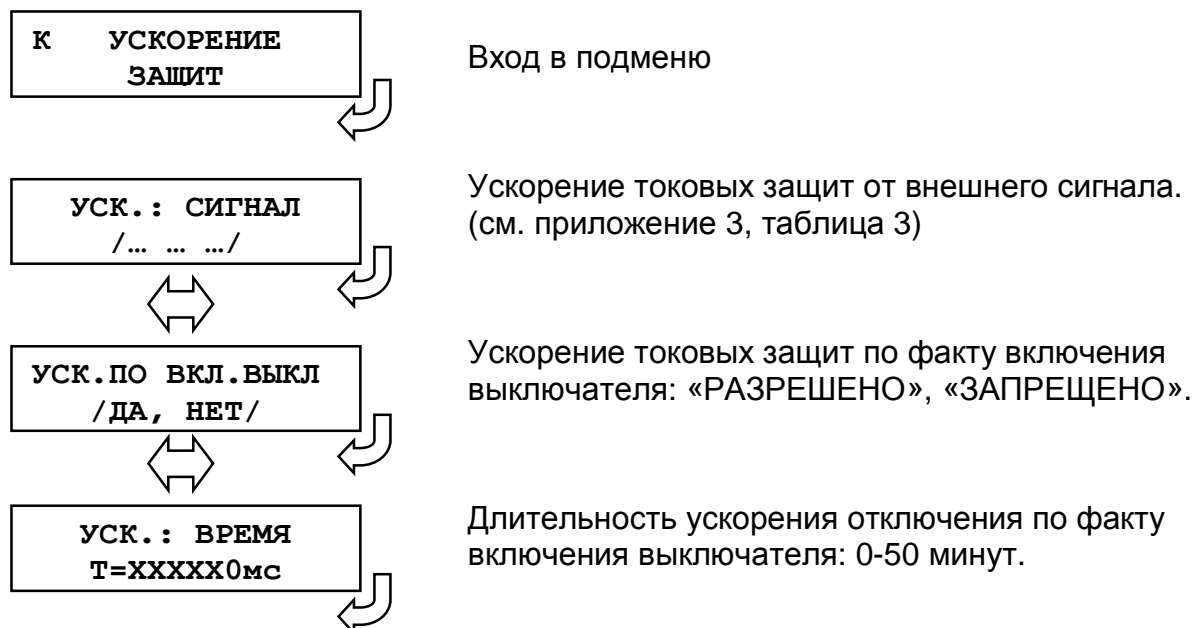 К УСКОРЕНИЕ
ЗАЩИТ
Вход в подменю
УСК.: СИГНАЛ
/… … …/
Ускорение токовых защит от внешнего сигнала.
(см. приложение 3, таблица 3)
УСК.ПО ВКЛ.ВЫКЛ
/ДА, НЕТ/
Ускорение токовых защит по факту включения
выключателя: «РАЗРЕШЕНО», «ЗАПРЕЩЕНО».
УСК.: ВРЕМЯ
Т=ХХХХХ0мс
Длительность ускорения отключения по факту
включения выключателя: 0-50 минут.